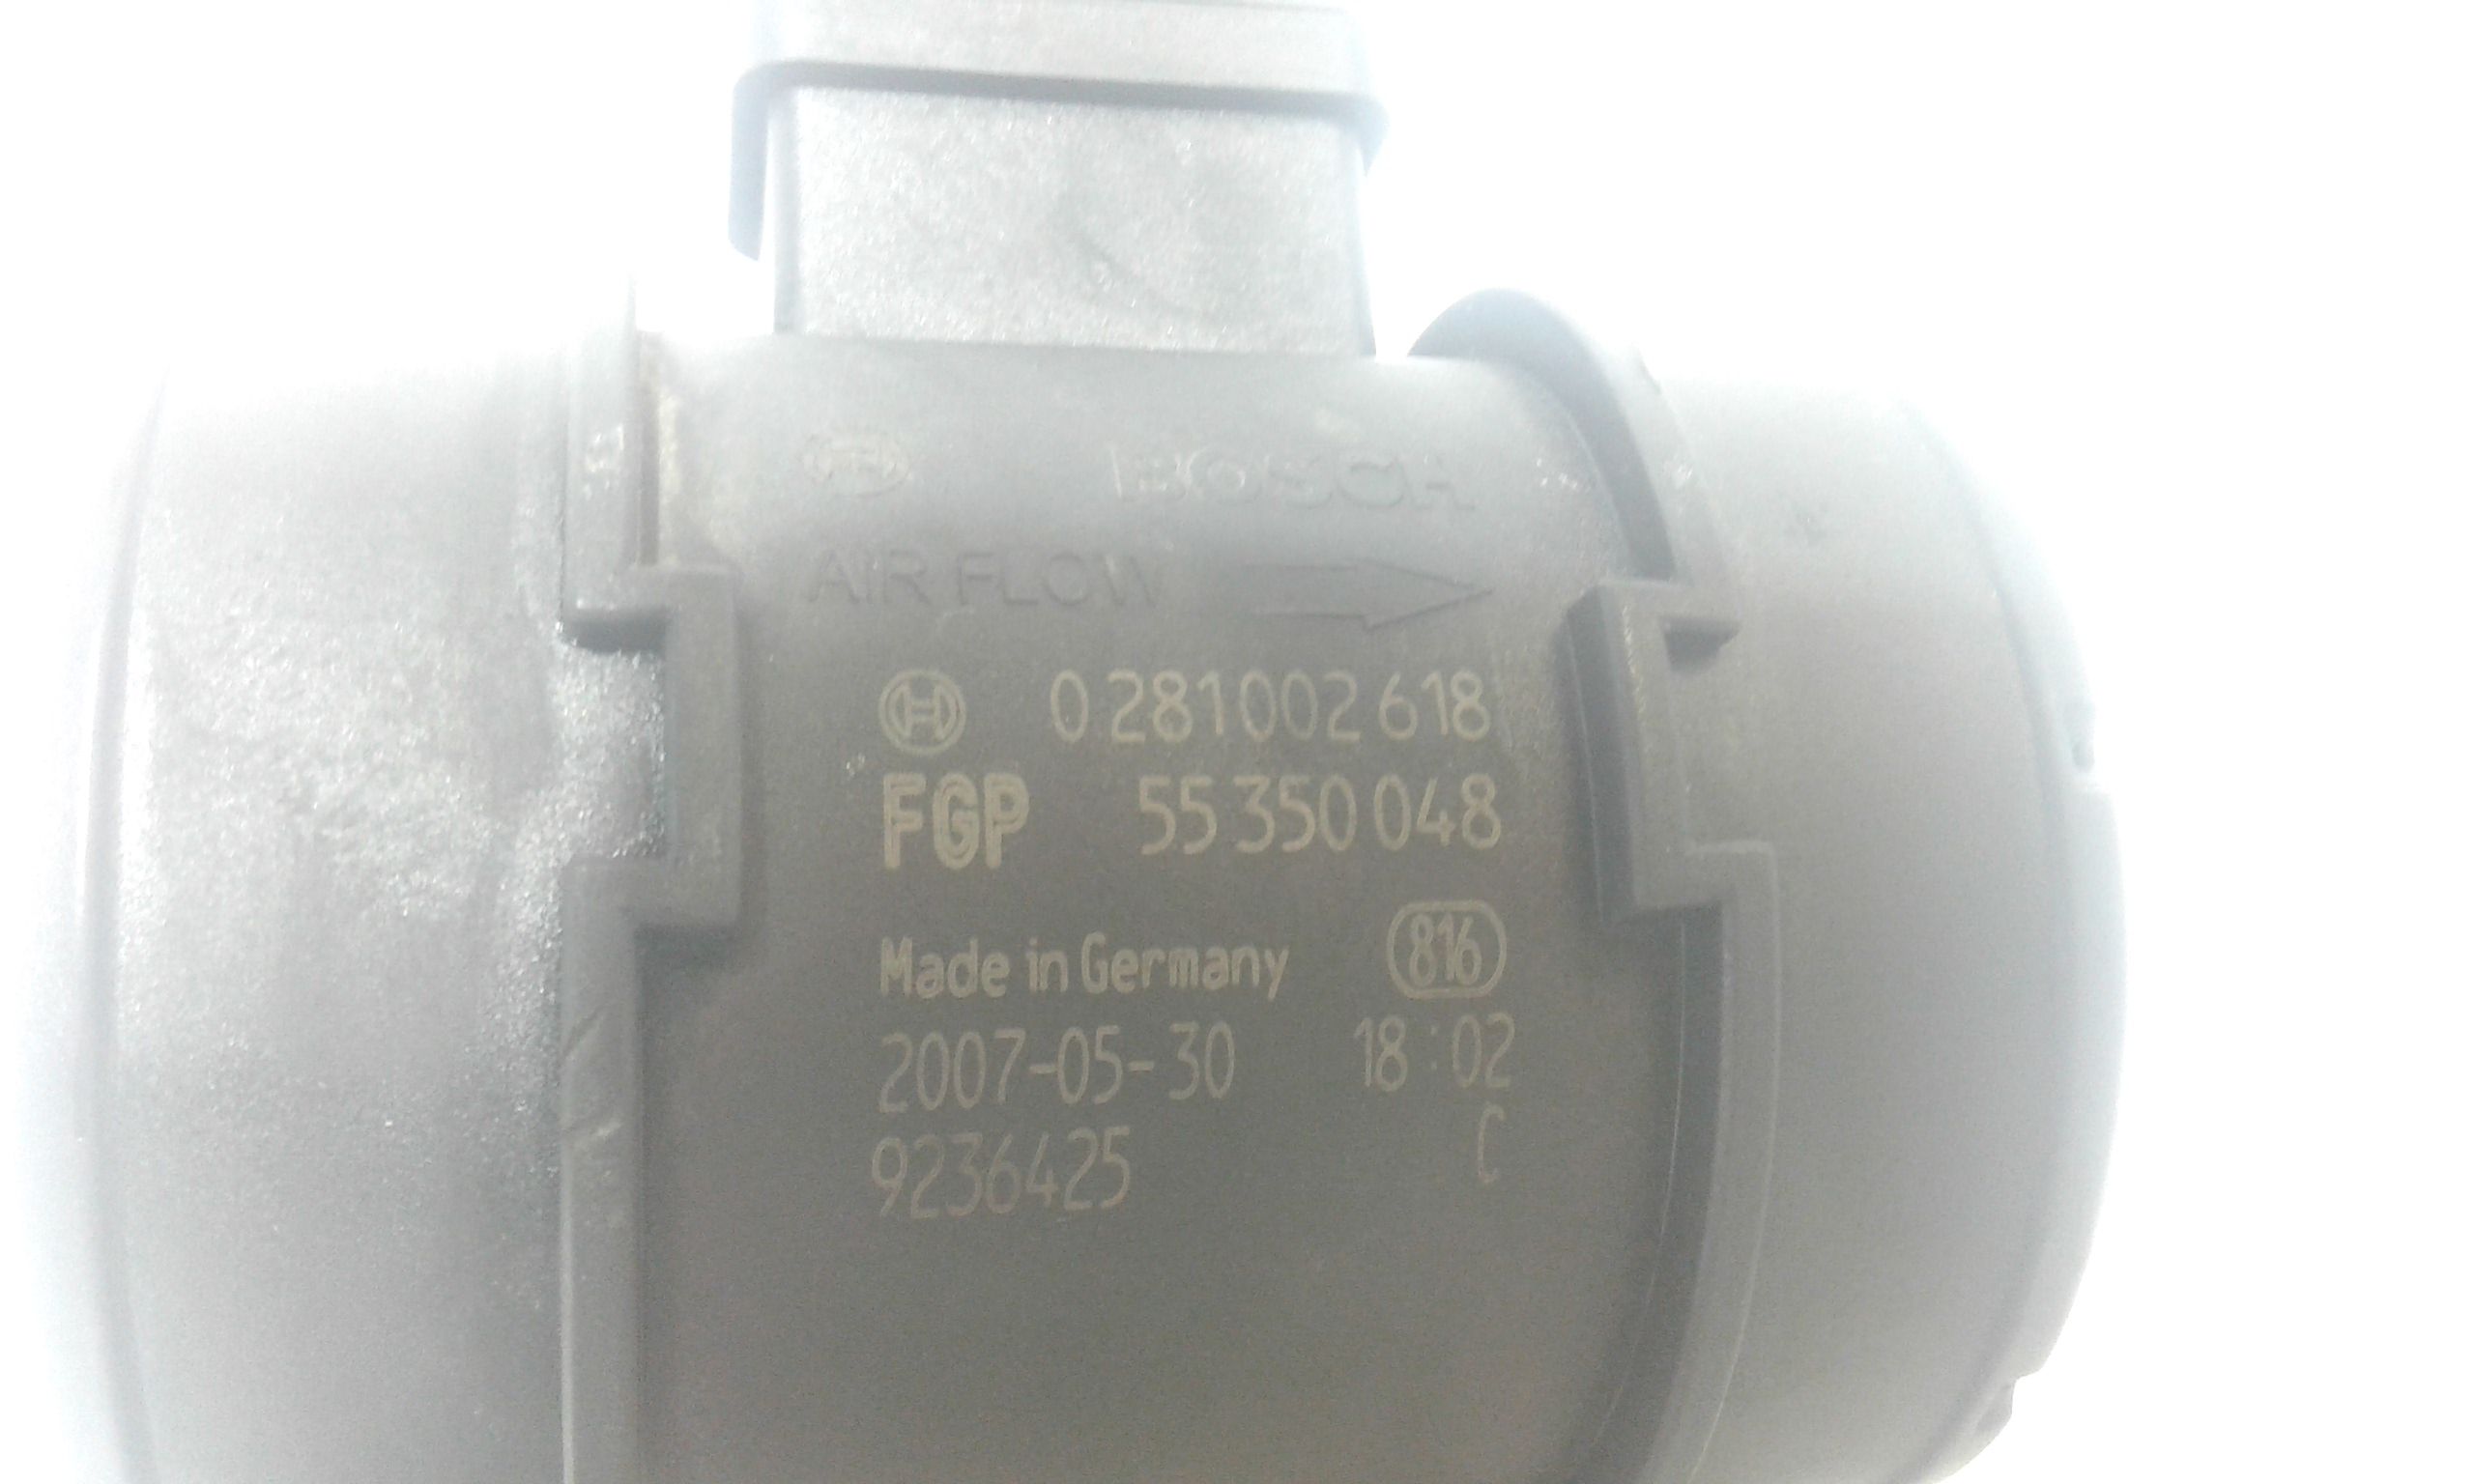 BOSCH
AIR FLOW
0 281 002 618
FGP 55 350 048
Made in Germany 816
2007-05-30 18:02
9236425 C